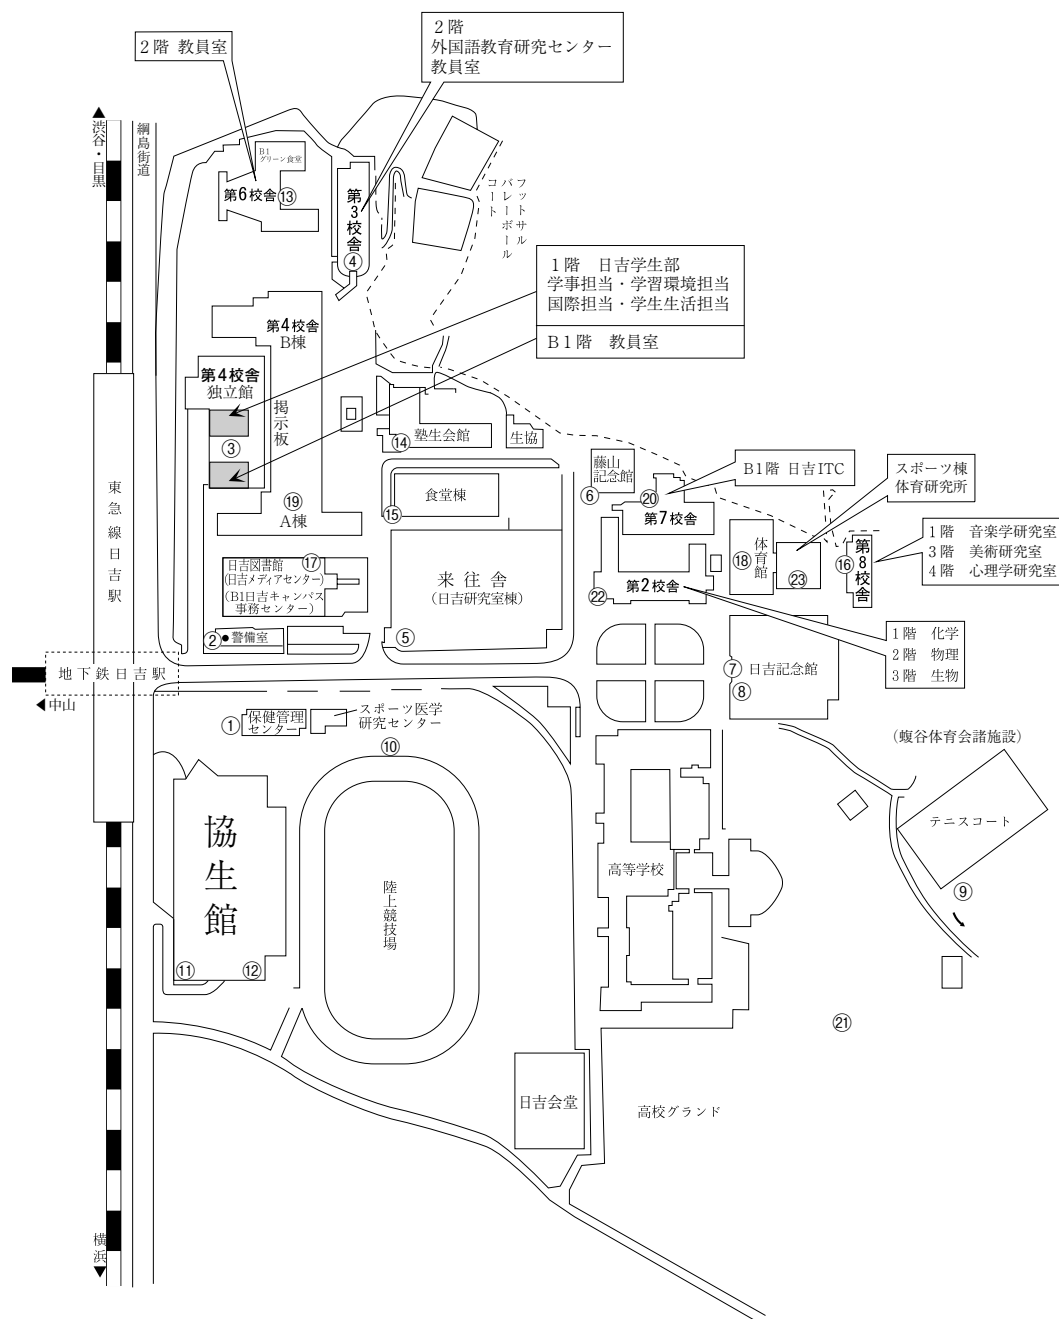 2階 教員室
2階
外国語教育研究センター
教員室
▲渋谷・目黒
綱島街道
B1
グリーン食堂
第6校舎⑬
第3校舎④
フットサル
バレーボール
コート
1階 日吉学生部
学事担当・学習環境担当
国際担当・学生生活担当
B1階 教員室
第4校舎
B棟
第4校舎
独立館
掲示板
③
⑲
A棟
東急線日吉駅
⑭塾生会館
生協
食堂棟
⑮
藤山
記念館
⑥
B1階 日吉ITC
⑳
第7校舎
スポーツ棟
体育研究所
1階 音楽学研究室
3階 美術研究室
4階 心理学研究室
⑱体育館
㉓
⑯第8校舎
第2校舎
㉒
1階 化学
2階 物理
3階 生物
日吉図書館⑰
(日吉メディアセンター)
(B1日吉キャンパス
事務センター)
来往舎
(日吉研究室棟)
②●警備室
⑤
地下鉄日吉駅
◀中山
⑦日吉記念館
⑧
①保健管理
センター
スポーツ医学
研究センター
⑩
(蝮谷体育会諸施設)
テニスコート
⑨
協生館
⑪
⑫
陸上競技場
高等学校
㉑
日吉会堂
高校グランド
横浜▼